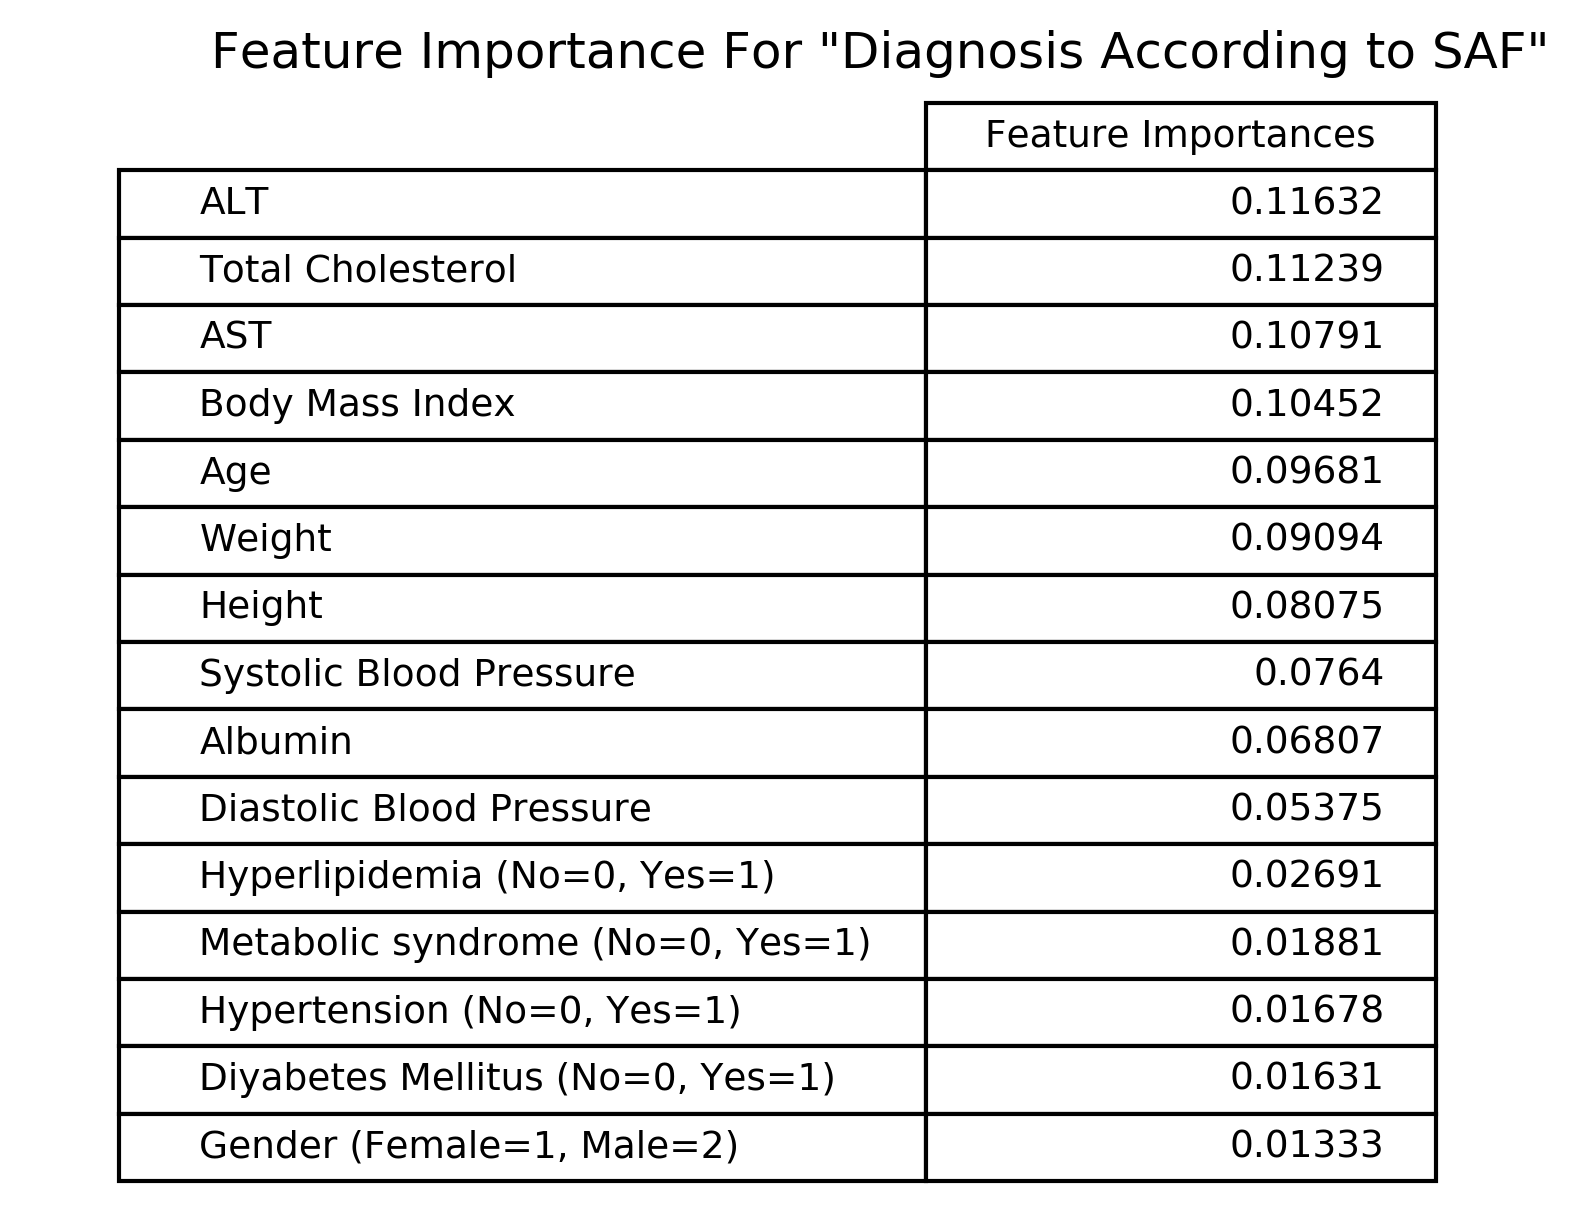 Feature Importance For "Diagnosis According to SAF"
Feature Importances
ALT 0.11632
Total Cholesterol 0.11239
AST 0.10791
Body Mass Index 0.10452
Age 0.09681
Weight 0.09094
Height 0.08075
Systolic Blood Pressure 0.0764
Albumin 0.06807
Diastolic Blood Pressure 0.05375
Hyperlipidemia (No=0, Yes=1) 0.02691
Metabolic syndrome (No=0, Yes=1) 0.01881
Hypertension (No=0, Yes=1) 0.01678
Diyabetes Mellitus (No=0, Yes=1) 0.01631
Gender (Female=1, Male=2) 0.01333